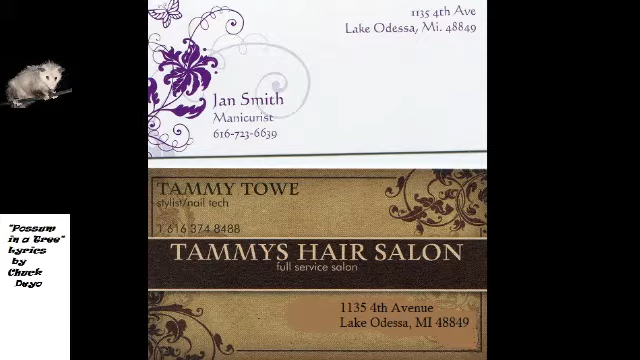 1135 4th Ave
Lake Odessa, Mi. 48849
Jan Smith
Manicurist
616-723-6639
TAMMY TOWE
stylist/nail tech
1 616 374 8488
TAMMYS HAIR SALON
full service salon
1135 4th Avenue
Lake Odessa, MI 48849
"Possum
in a Tree"
Lyrics
by
Chuck
Dayo